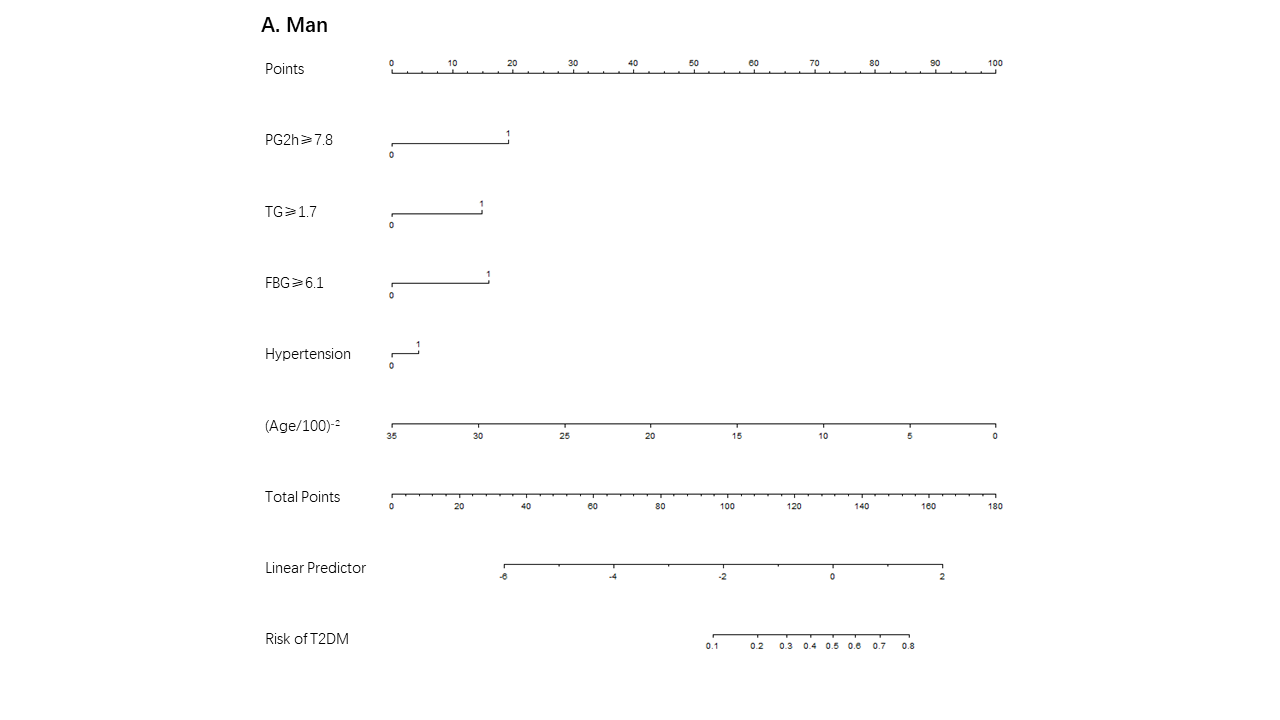 A. Man
Points
0 10 20 30 40 50 60 70 80 90 100
PG2h⩾7.8
1
0
TG⩾1.7
1
0
FBG⩾6.1
1
0
Hypertension
1
0
(Age/100)⁻²
35 30 25 20 15 10 5 0
Total Points
0 20 40 60 80 100 120 140 160 180
Linear Predictor
-6 -4 -2 0 2
Risk of T2DM
0.1 0.2 0.3 0.4 0.5 0.6 0.7 0.8